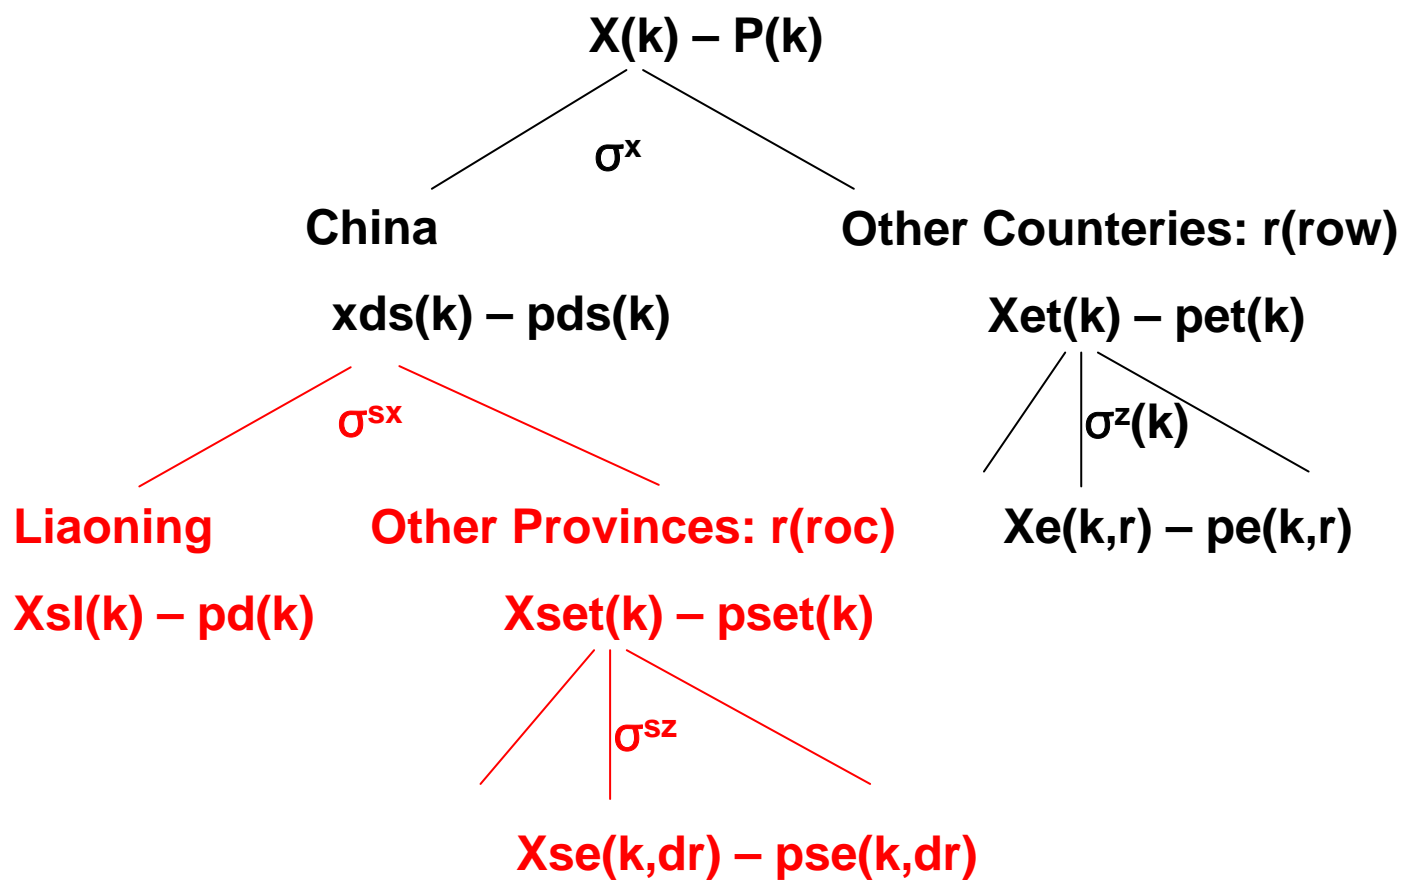 X(k) – P(k)
σˣ
China
Other Counteries: r(row)
xds(k) – pds(k)
Xet(k) – pet(k)
σˢˣ
σᶻ(k)
Liaoning
Other Provinces: r(roc)
Xe(k,r) – pe(k,r)
Xsl(k) – pd(k)
Xset(k) – pset(k)
σˢᶻ
Xse(k,dr) – pse(k,dr)